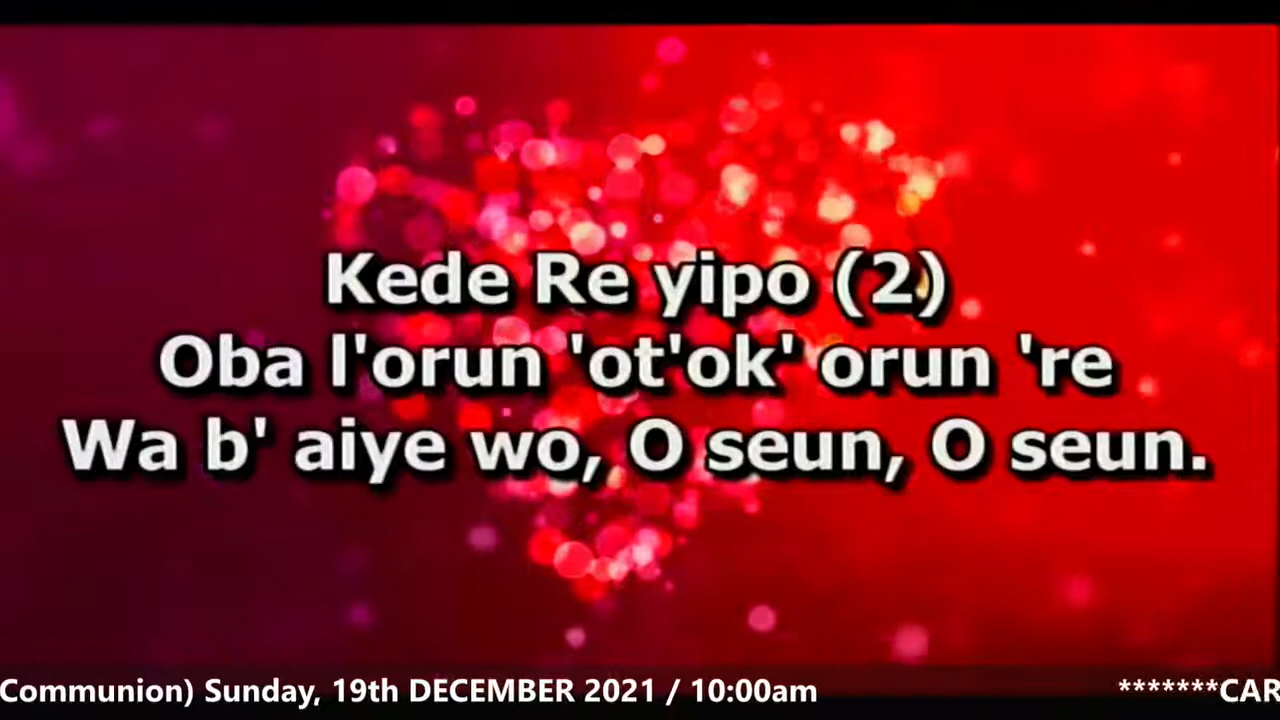 Kede Re yipo (2)
Oba l'orun 'ot'ok' orun 're
Wa b' aiye wo, O seun, O seun.
Communion) Sunday, 19th DECEMBER 2021 / 10:00am *******CAR